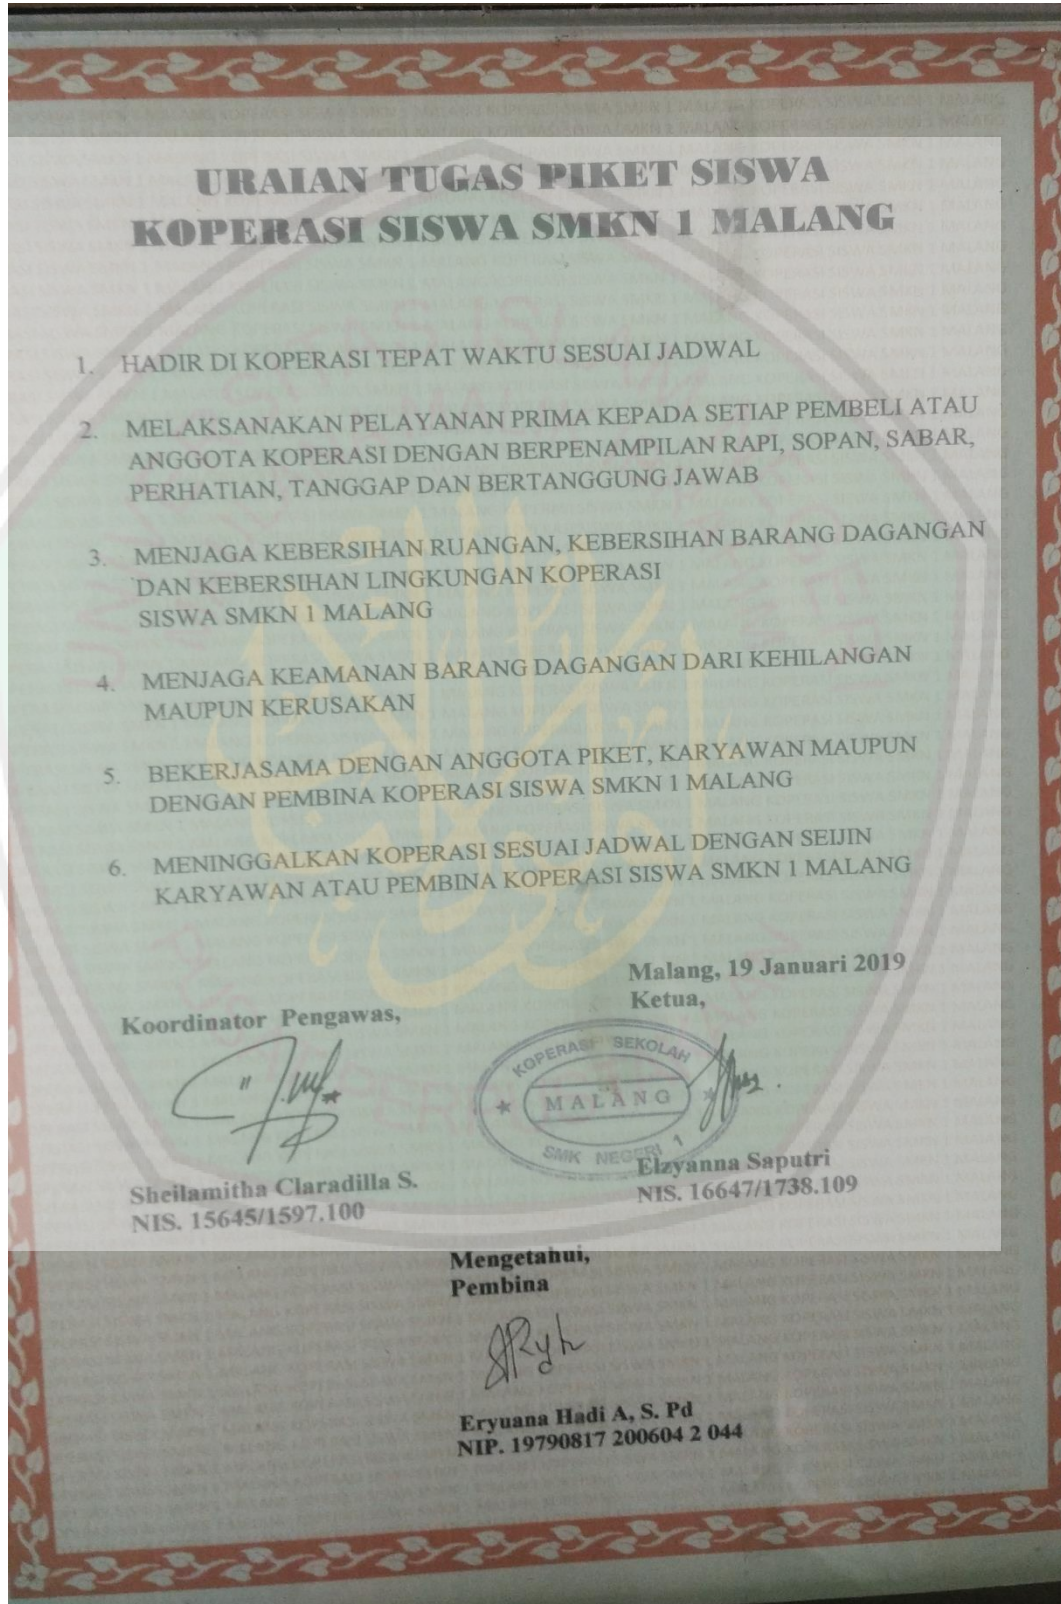 URAIAN TUGAS PIKET SISWA
KOPERASI SISWA SMKN 1 MALANG
1. HADIR DI KOPERASI TEPAT WAKTU SESUAI JADWAL
2. MELAKSANAKAN PELAYANAN PRIMA KEPADA SETIAP PEMBELI ATAU
ANGGOTA KOPERASI DENGAN BERPENAMPILAN RAPI, SOPAN, SABAR,
PERHATIAN, TANGGAP DAN BERTANGGUNG JAWAB
3. MENJAGA KEBERSIHAN RUANGAN, KEBERSIHAN BARANG DAGANGAN
DAN KEBERSIHAN LINGKUNGAN KOPERASI
SISWA SMKN 1 MALANG
4. MENJAGA KEAMANAN BARANG DAGANGAN DARI KEHILANGAN
MAUPUN KERUSAKAN
5. BEKERJASAMA DENGAN ANGGOTA PIKET, KARYAWAN MAUPUN
DENGAN PEMBINA KOPERASI SISWA SMKN 1 MALANG
6. MENINGGALKAN KOPERASI SESUAI JADWAL DENGAN SEIJIN
KARYAWAN ATAU PEMBINA KOPERASI SISWA SMKN 1 MALANG
Malang, 19 Januari 2019
Ketua,
Koordinator Pengawas,
KOPERASI SEKOLAH
MALANG
SMK NEGERI 1
Elzyanna Saputri
NIS. 16647/1738.109
Sheilamitha Claradilla S.
NIS. 15645/1597.100
Mengetahui,
Pembina
Eryuana Hadi A, S. Pd
NIP. 19790817 200604 2 044